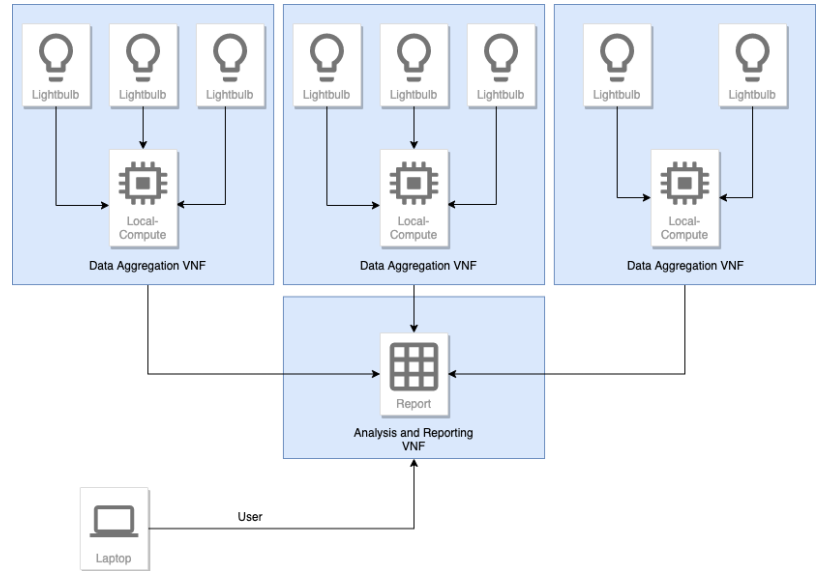 Lightbulb
Lightbulb
Lightbulb
Local-
Compute
Data Aggregation VNF
Lightbulb
Lightbulb
Lightbulb
Local-
Compute
Data Aggregation VNF
Lightbulb
Lightbulb
Local-
Compute
Data Aggregation VNF
Report
Analysis and Reporting
VNF
User
Laptop